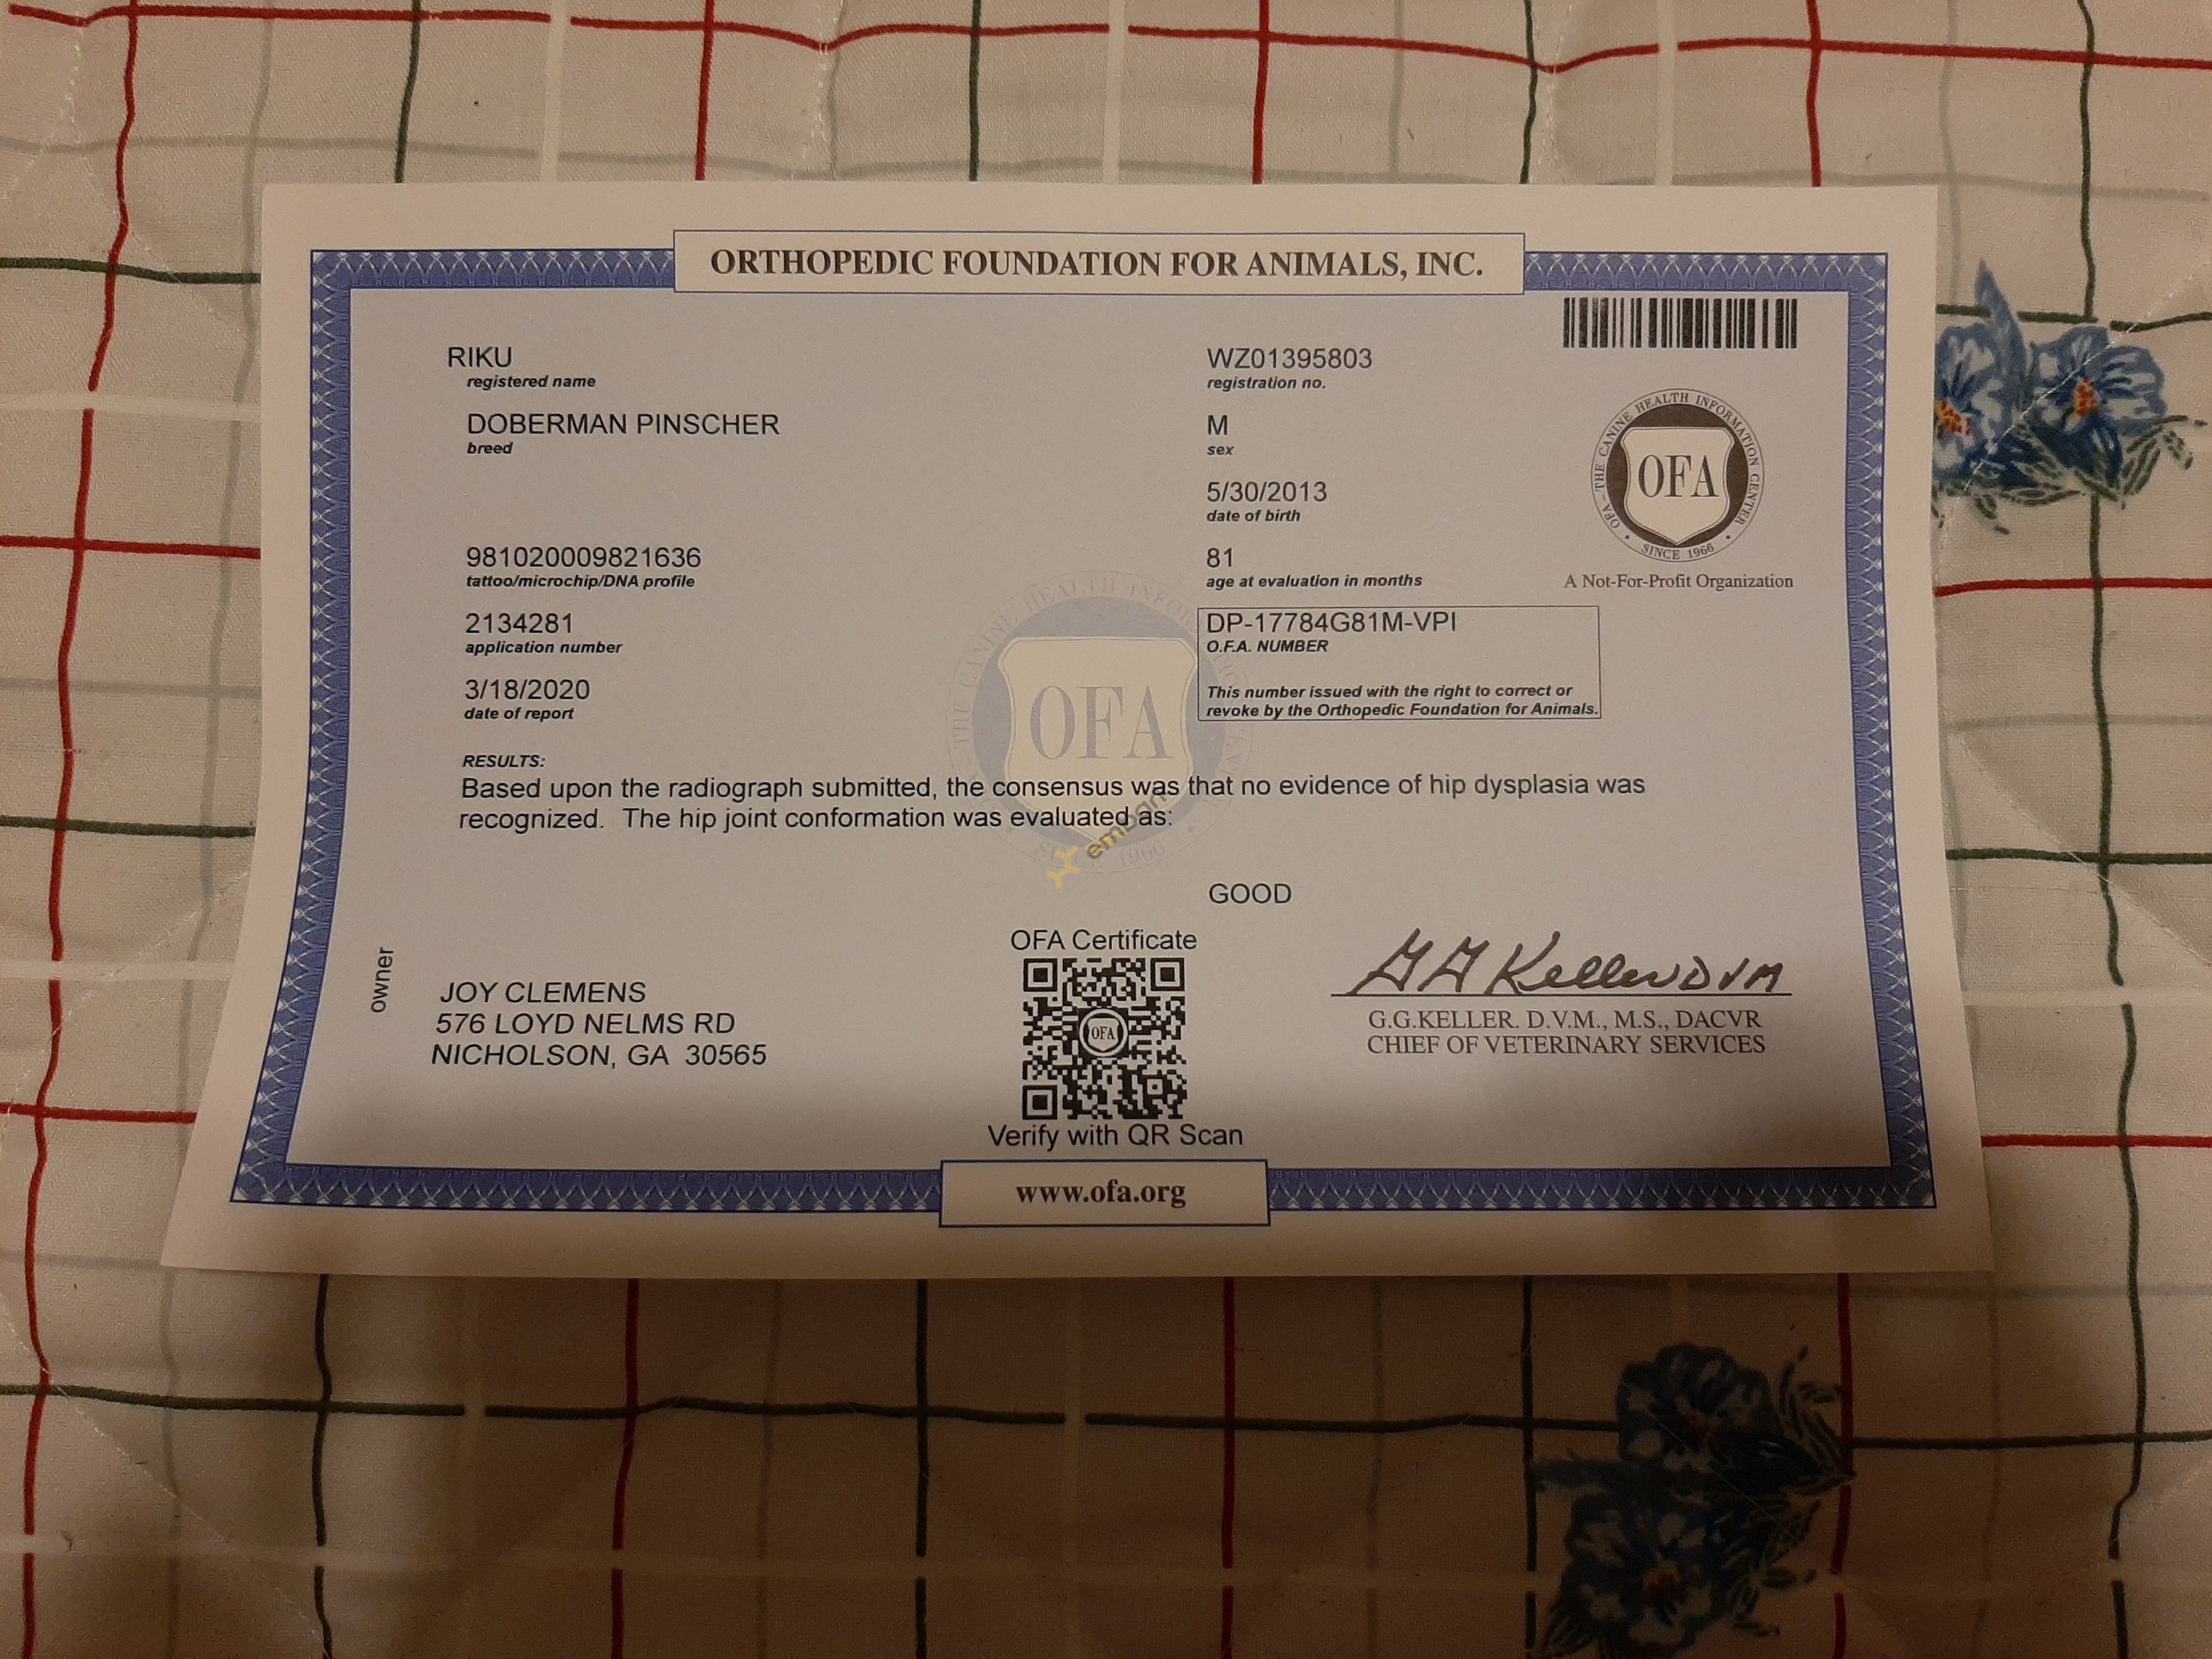 ORTHOPEDIC FOUNDATION FOR ANIMALS, INC.
RIKU
registered name
WZ01395803
registration no.
DOBERMAN PINSCHER
breed
M
sex
5/30/2013
date of birth
OFA - THE CANINE HEALTH INFORMATION CENTER
OFA
• SINCE 1966 •
A Not-For-Profit Organization
981020009821636
tattoo/microchip/DNA profile
81
age at evaluation in months
2134281
application number
DP-17784G81M-VPI
O.F.A. NUMBER
3/18/2020
date of report
This number issued with the right to correct or
revoke by the Orthopedic Foundation for Animals.
OFA
RESULTS:
Based upon the radiograph submitted, the consensus was that no evidence of hip dysplasia was
recognized. The hip joint conformation was evaluated as:
embark
1966
GOOD
owner
JOY CLEMENS
576 LOYD NELMS RD
NICHOLSON, GA 30565
OFA Certificate
OFA
Verify with QR Scan
GG Keller DVM
G.G.KELLER. D.V.M., M.S., DACVR
CHIEF OF VETERINARY SERVICES
www.ofa.org